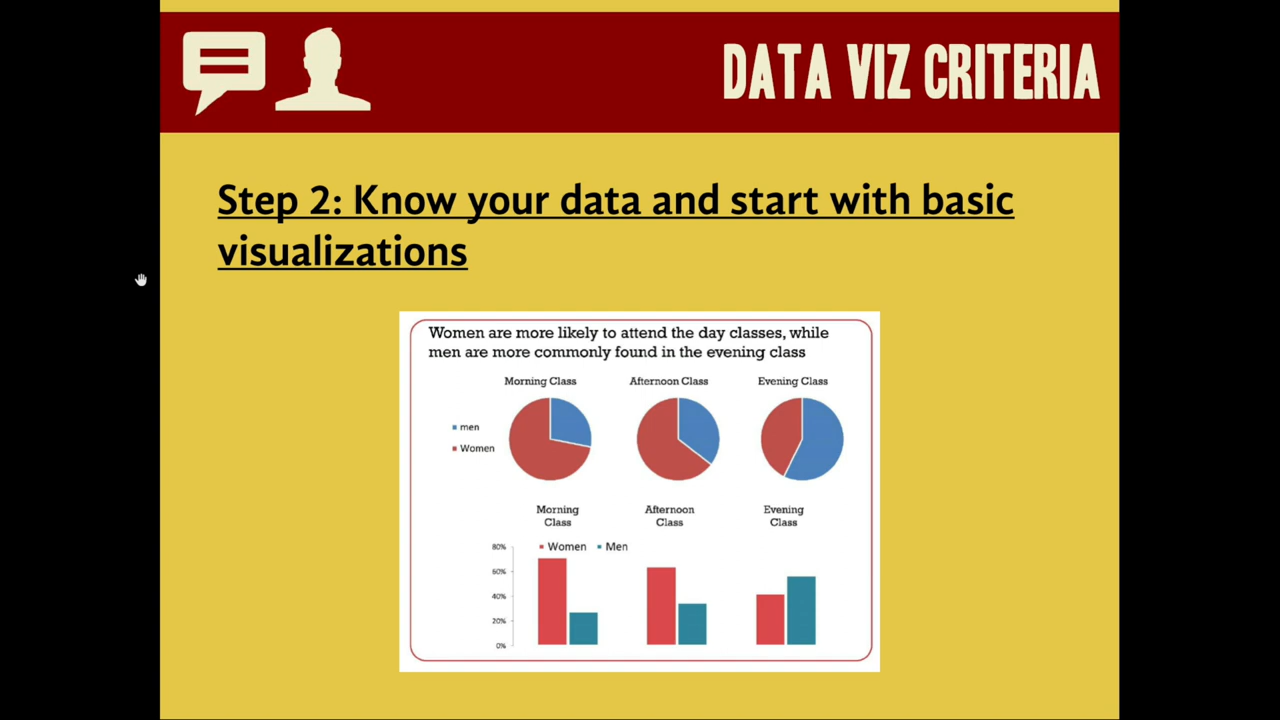 DATA VIZ CRITERIA
Step 2: Know your data and start with basic
visualizations
Women are more likely to attend the day classes, while
men are more commonly found in the evening class
Morning Class
Afternoon Class
Evening Class
men
Women
Morning
Class
Afternoon
Class
Evening
Class
Women
Men
80%
60%
40%
20%
0%